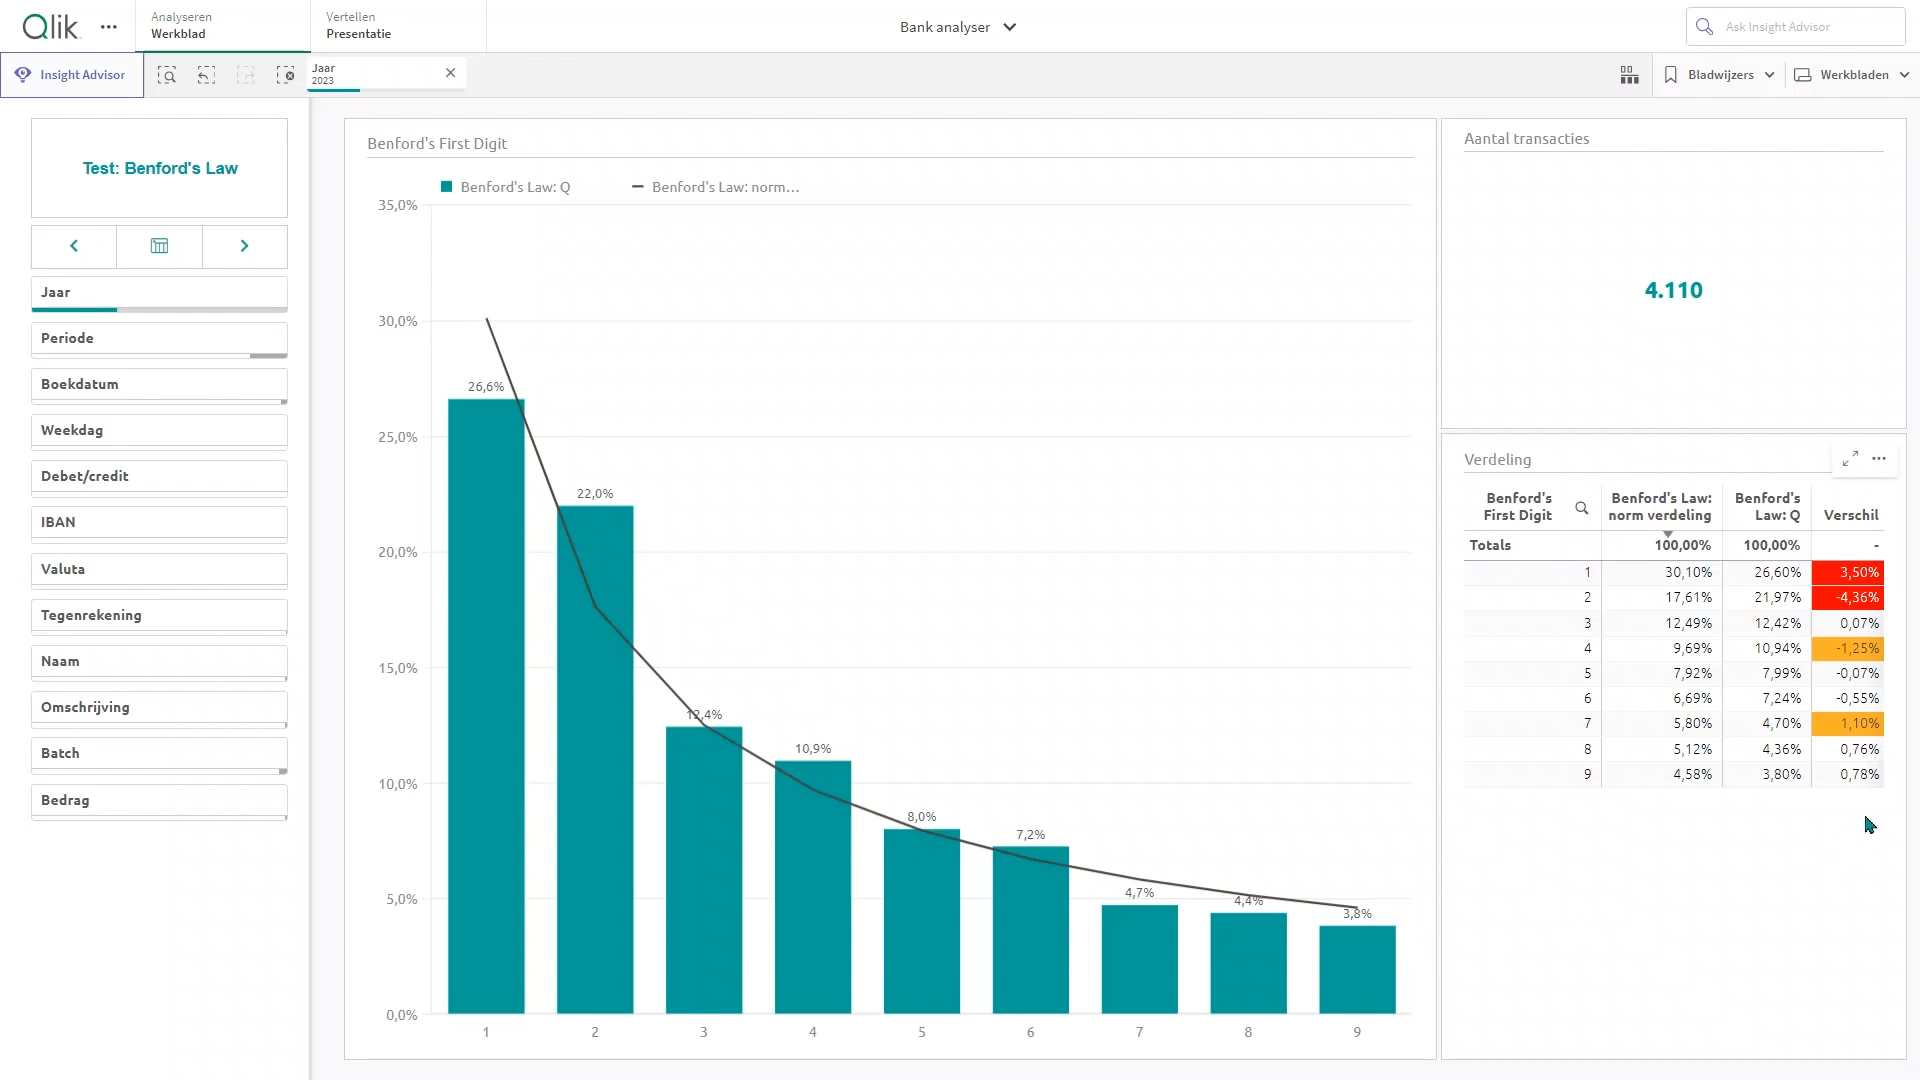 Qlik
Analyseren
Werkblad
Vertellen
Presentatie
Bank analyser
Ask Insight Advisor
Insight Advisor
Jaar
2023
Bladwijzers
Werkbladen
Test: Benford's Law
Jaar
Periode
Boekdatum
Weekdag
Debet/credit
IBAN
Valuta
Tegenrekening
Naam
Omschrijving
Batch
Bedrag
Benford's First Digit
Benford's Law: Q
Benford's Law: norm...
35,0%
30,0%
25,0%
20,0%
15,0%
10,0%
5,0%
0,0%
26,6%
22,0%
12,4%
10,9%
8,0%
7,2%
4,7%
4,4%
3,8%
1 2 3 4 5 6 7 8 9
Aantal transacties
4.110
Verdeling
Benford's First Digit Benford's Law: norm verdeling Benford's Law: Q Verschil
Totals 100,00% 100,00% -
1 30,10% 26,60% 3,50%
2 17,61% 21,97% -4,36%
3 12,49% 12,42% 0,07%
4 9,69% 10,94% -1,25%
5 7,92% 7,99% -0,07%
6 6,69% 7,24% -0,55%
7 5,80% 4,70% 1,10%
8 5,12% 4,36% 0,76%
9 4,58% 3,80% 0,78%